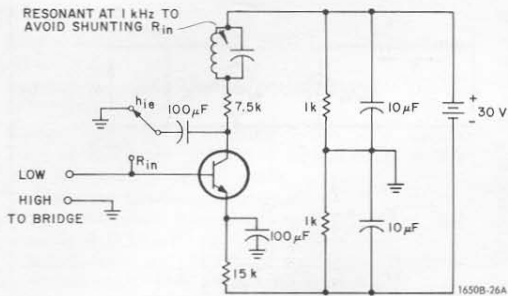 RESONANT AT 1 kHz TO
AVOID SHUNTING Rin
hie
100μF
7.5k
1k
10μF
+
30 V
-
Rin
LOW
HIGH
TO BRIDGE
100μF
1k
10μF
15k
1650B-26A